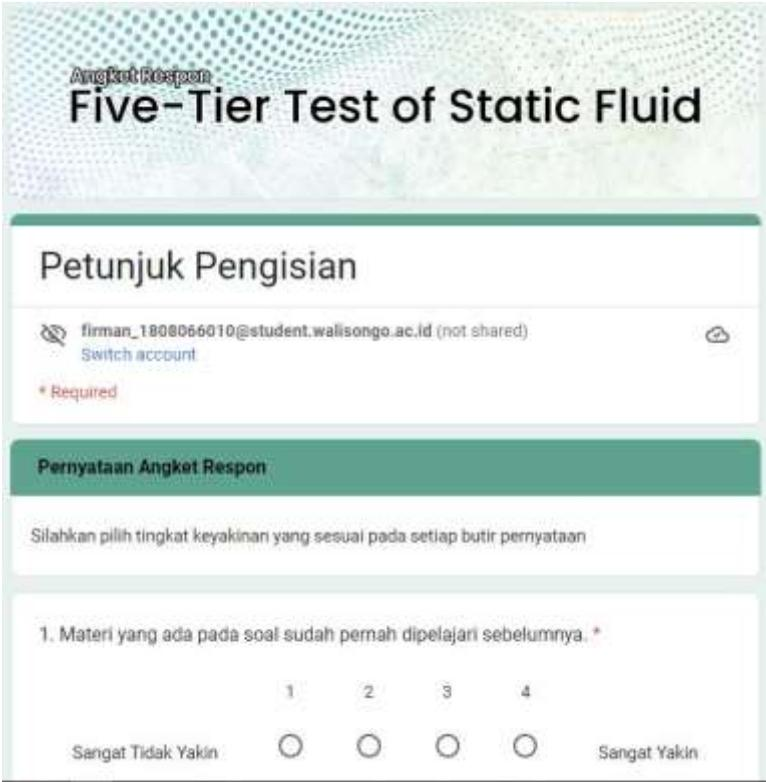 Angket Respon
Five-Tier Test of Static Fluid
Petunjuk Pengisian
firman_1808066010@student.walisongo.ac.id (not shared)
Switch account
* Required
Pernyataan Angket Respon
Silahkan pilih tingkat keyakinan yang sesuai pada setiap butir pernyataan
1. Materi yang ada pada soal sudah pernah dipelajari sebelumnya. *
1 2 3 4
Sangat Tidak Yakin Sangat Yakin